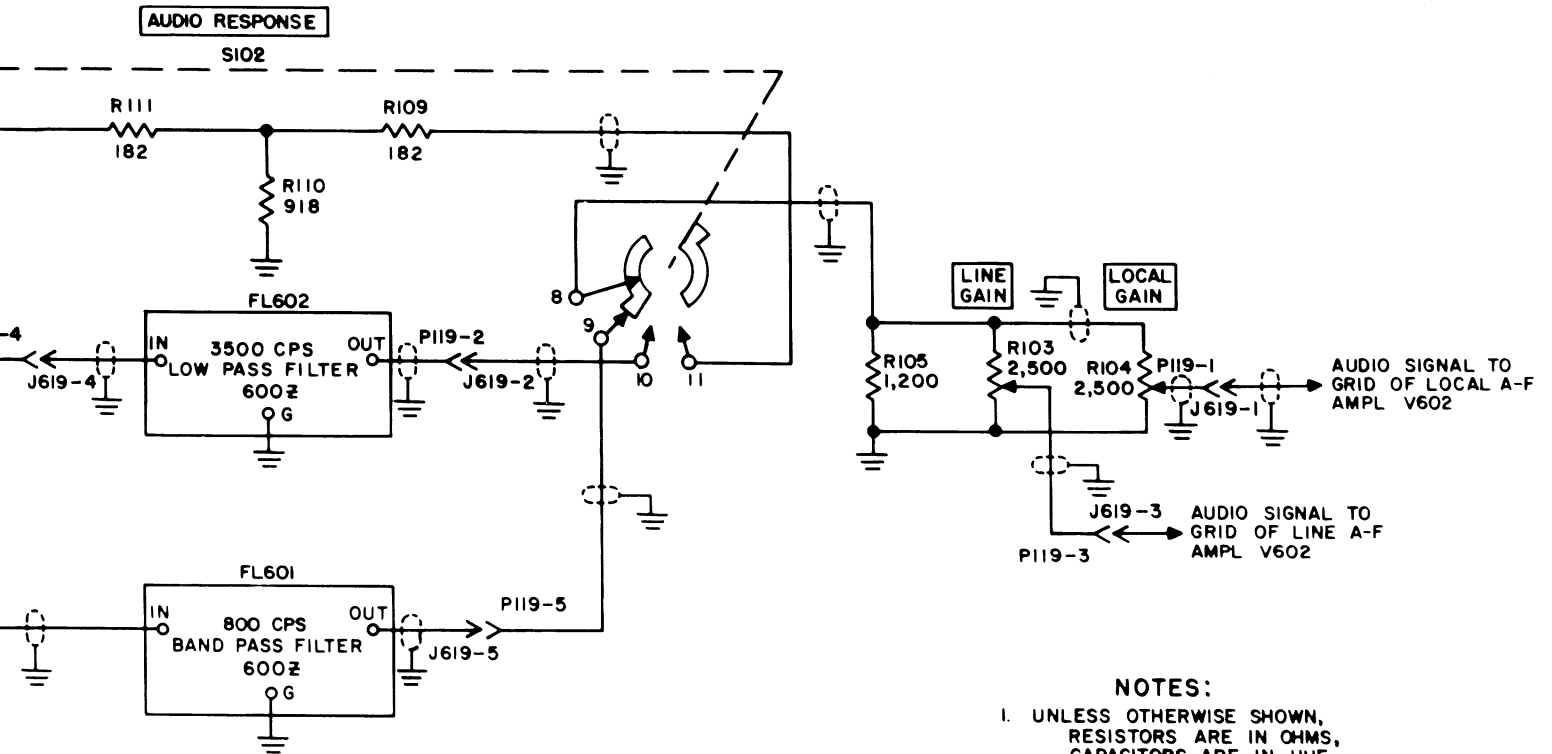 AUDIO RESPONSE
S102
R111
182
R109
182
R110
918
FL602
-4
IN
OUT
3500 CPS
LOW PASS FILTER
600Z
G
J619-4
P119-2
J619-2
8
9
10
11
LINE
GAIN
LOCAL
GAIN
R105
1,200
R103
2,500
R104
2,500
P119-1
J619-1
AUDIO SIGNAL TO
GRID OF LOCAL A-F
AMPL V602
J619-3
P119-3
AUDIO SIGNAL TO
GRID OF LINE A-F
AMPL V602
FL601
IN
OUT
800 CPS
BAND PASS FILTER
600Z
G
P119-5
J619-5
NOTES:
1. UNLESS OTHERWISE SHOWN,
RESISTORS ARE IN OHMS,
CAPACITORS ARE IN UUF